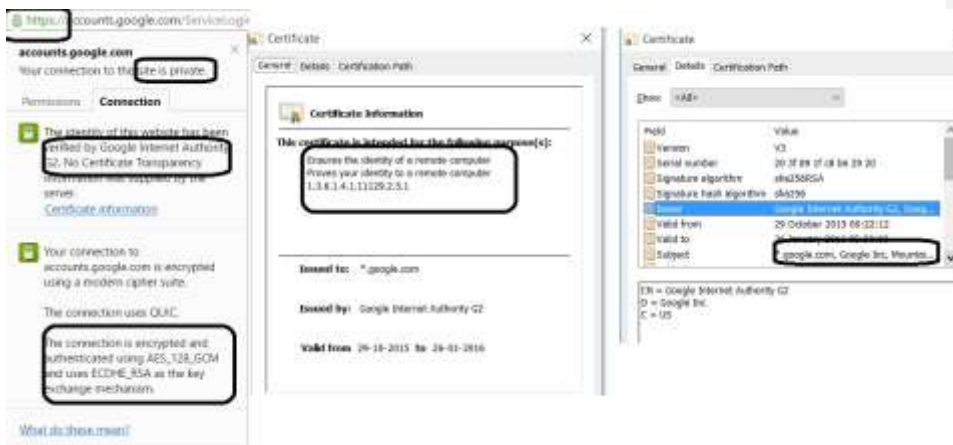 https://accounts.google.com/ServiceLogi
accounts.google.com
Your connection to the site is private.
Permissions Connection
The identity of this website has been
verified by Google Internet Authority
G2. No Certificate Transparency
information was supplied by the
server.
Certificate information
Your connection to
accounts.google.com is encrypted
using a modern cipher suite.
The connection uses QUIC.
The connection is encrypted and
authenticated using AES_128_GCM
and uses ECDHE_RSA as the key
exchange mechanism.
What do these mean?
Certificate
General Details Certification Path
Certificate Information
This certificate is intended for the following purpose(s):
Ensures the identity of a remote computer
Proves your identity to a remote computer
1.3.6.1.4.1.11129.2.5.1
Issued to: *.google.com
Issued by: Google Internet Authority G2
Valid from 29-10-2015 to 26-01-2016
Certificate
General Details Certification Path
Show: <All>
Field Value
Version V3
Serial number
Signature algorithm sha256RSA
Signature hash algorithm sha256
Issuer Google Internet Authority G2, Goog...
Valid from 29 October 2015
Valid to
Subject *.google.com, Google Inc, Mountai...
CN = Google Internet Authority G2
O = Google Inc
C = US